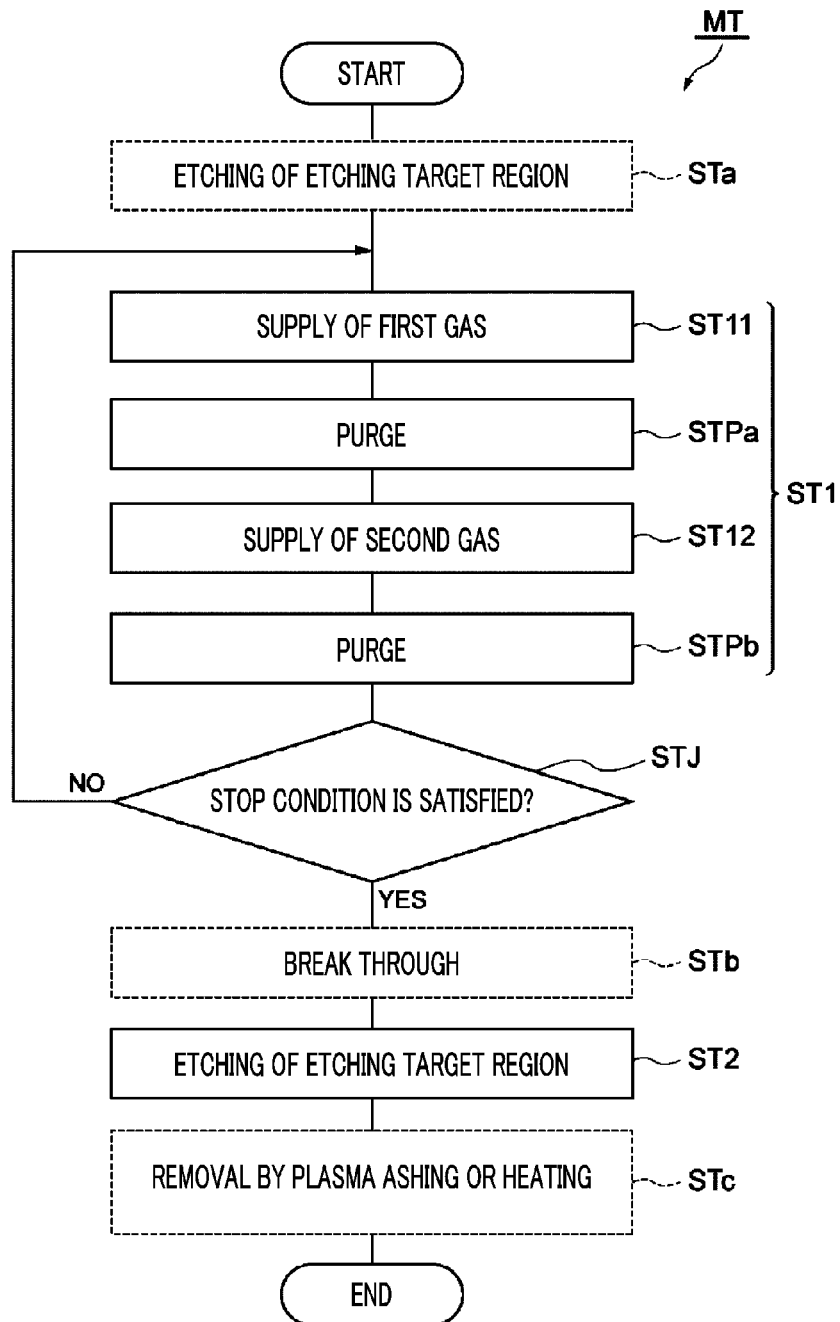 MT
START
ETCHING OF ETCHING TARGET REGION
STa
SUPPLY OF FIRST GAS
ST11
PURGE
STPa
ST1
SUPPLY OF SECOND GAS
ST12
PURGE
STPb
STJ
NO
STOP CONDITION IS SATISFIED?
YES
BREAK THROUGH
STb
ETCHING OF ETCHING TARGET REGION
ST2
REMOVAL BY PLASMA ASHING OR HEATING
STc
END